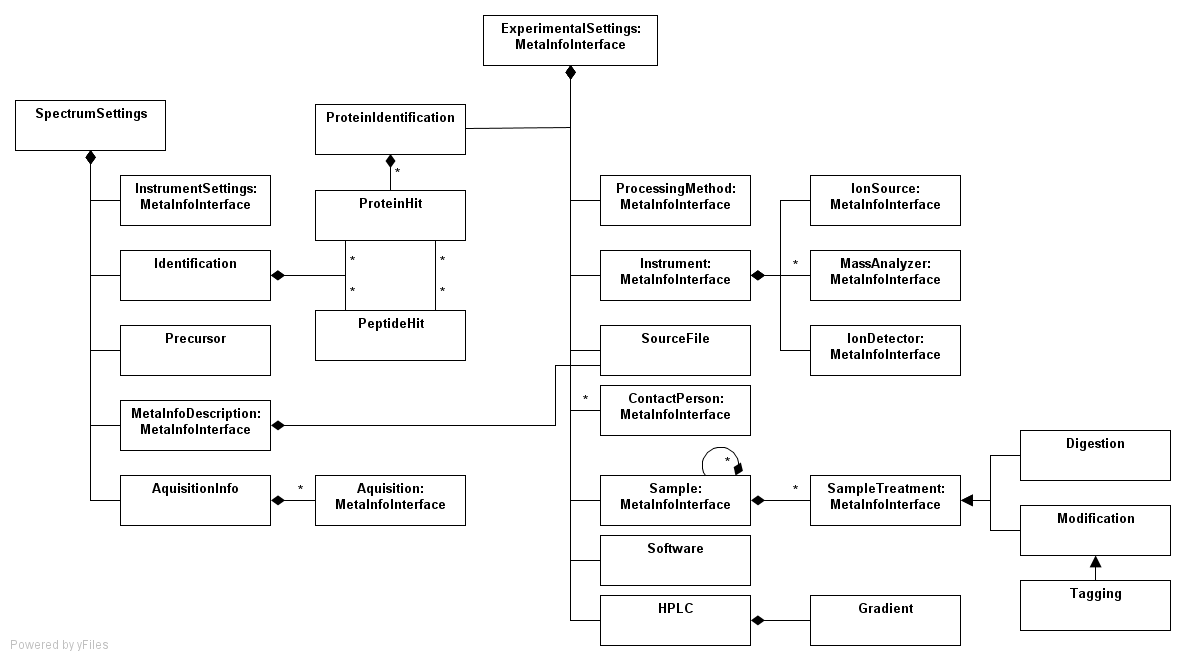 ExperimentalSettings:
MetaInfoInterface
SpectrumSettings
ProteinIdentification
*
InstrumentSettings:
MetaInfoInterface
ProteinHit
ProcessingMethod:
MetaInfoInterface
IonSource:
MetaInfoInterface
Identification
*
*
*
*
Instrument:
MetaInfoInterface
*
MassAnalyzer:
MetaInfoInterface
Precursor
PeptideHit
SourceFile
IonDetector:
MetaInfoInterface
MetaInfoDescription:
MetaInfoInterface
*
ContactPerson:
MetaInfoInterface
Digestion
*
AquisitionInfo
*
Aquisition:
MetaInfoInterface
Sample:
MetaInfoInterface
*
SampleTreatment:
MetaInfoInterface
Modification
Software
Tagging
HPLC
Gradient
Powered by yFiles